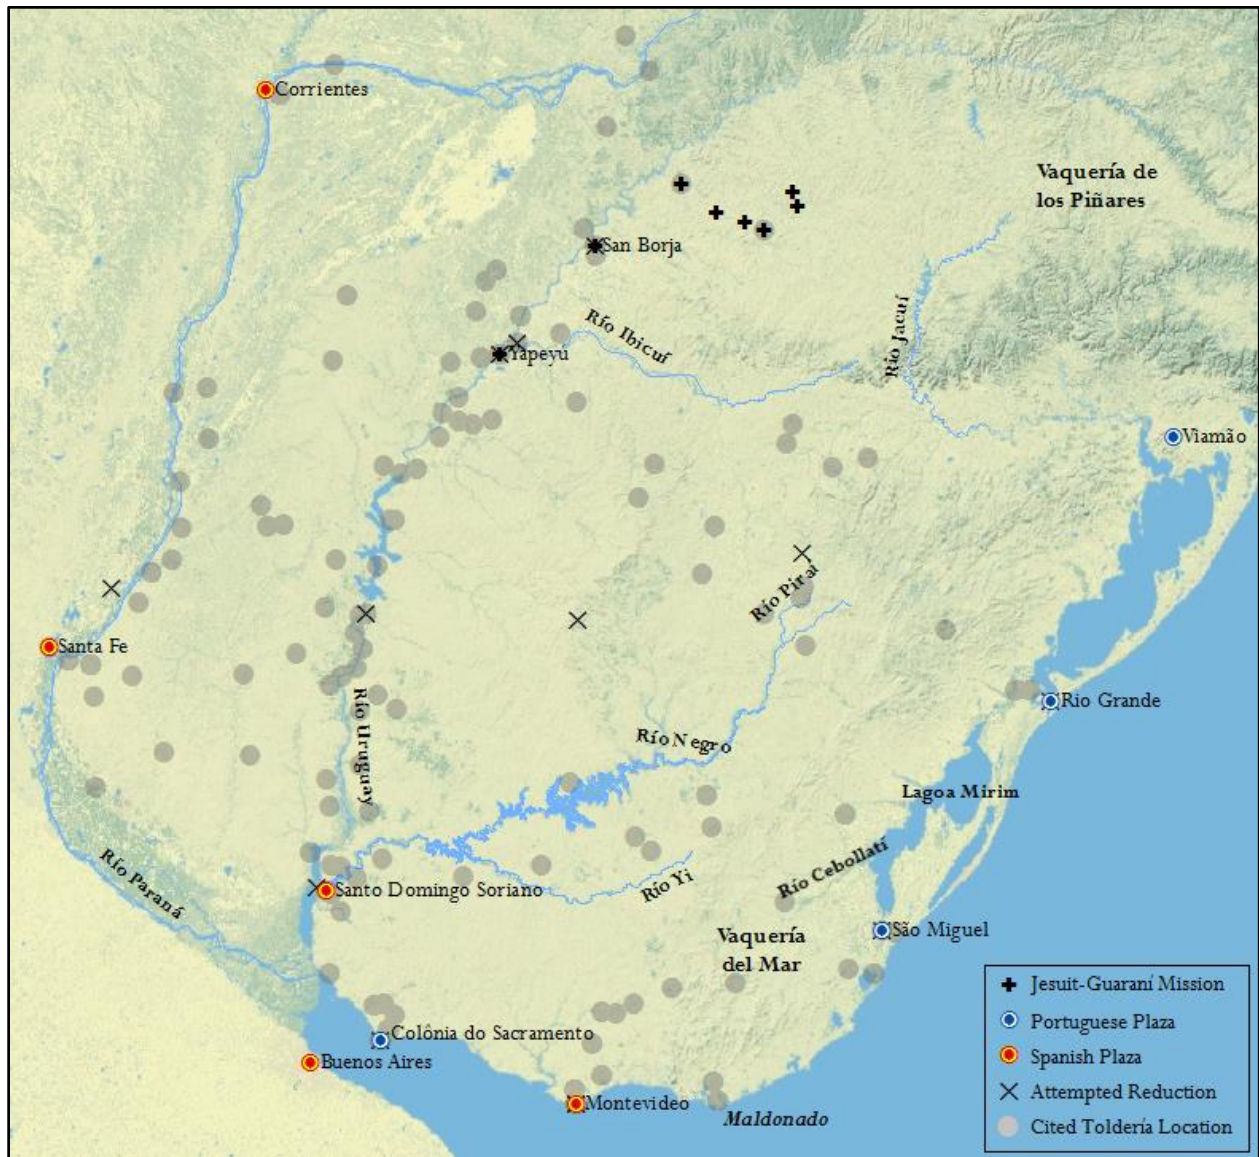 Corrientes
Vaquería de
los Piñares
San Borja
Río Ibicuí
Río Jacuí
Yapeyú
Viamão
Río Piraí
Santa Fe
Río Uruguay
Rio Grande
Río Negro
Lagoa Mirim
Río Paraná
Río Cebollatí
Santo Domingo Soriano
Río Yi
São Miguel
Vaquería
del Mar
Colônia do Sacramento
Buenos Aires
Montevideo
Maldonado
Jesuit-Guaraní Mission
Portuguese Plaza
Spanish Plaza
Attempted Reduction
Cited Toldería Location